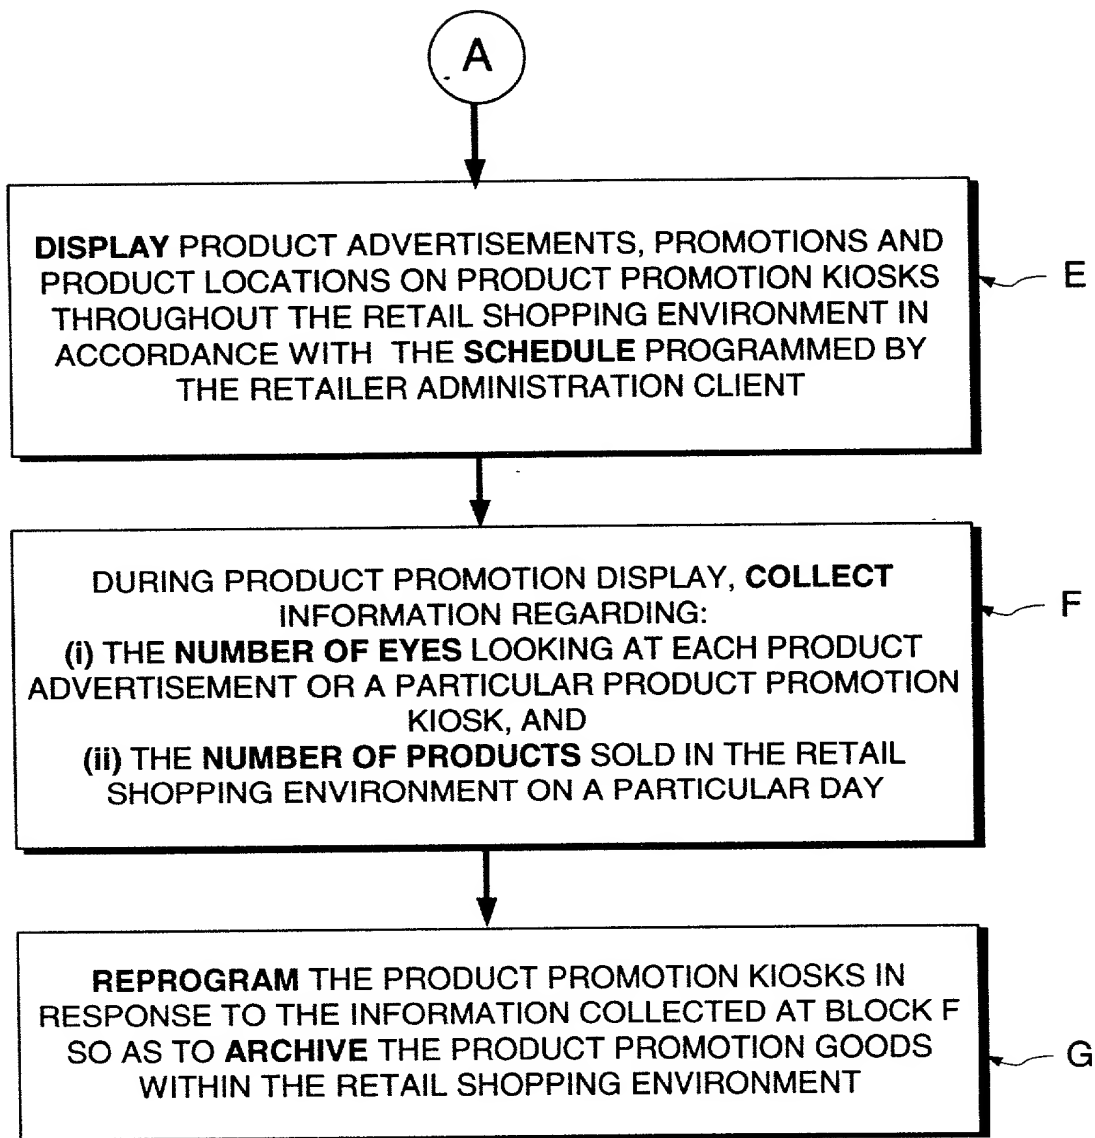 A
DISPLAY PRODUCT ADVERTISEMENTS, PROMOTIONS AND
PRODUCT LOCATIONS ON PRODUCT PROMOTION KIOSKS
THROUGHOUT THE RETAIL SHOPPING ENVIRONMENT IN
ACCORDANCE WITH THE SCHEDULE PROGRAMMED BY
THE RETAILER ADMINISTRATION CLIENT
E
DURING PRODUCT PROMOTION DISPLAY, COLLECT
INFORMATION REGARDING:
(i) THE NUMBER OF EYES LOOKING AT EACH PRODUCT
ADVERTISEMENT OR A PARTICULAR PRODUCT PROMOTION
KIOSK, AND
(ii) THE NUMBER OF PRODUCTS SOLD IN THE RETAIL
SHOPPING ENVIRONMENT ON A PARTICULAR DAY
F
REPROGRAM THE PRODUCT PROMOTION KIOSKS IN
RESPONSE TO THE INFORMATION COLLECTED AT BLOCK F
SO AS TO ARCHIVE THE PRODUCT PROMOTION GOODS
WITHIN THE RETAIL SHOPPING ENVIRONMENT
G